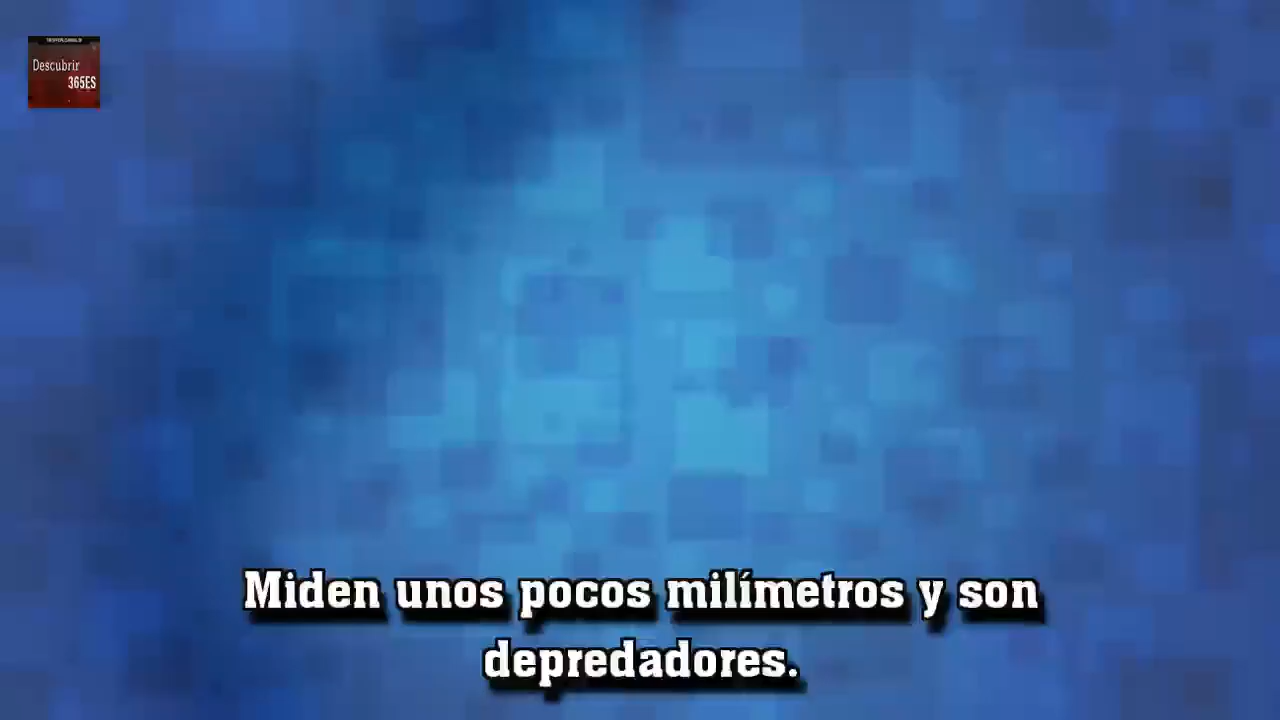 Descubrir
365ES
Miden unos pocos milímetros y son
depredadores.